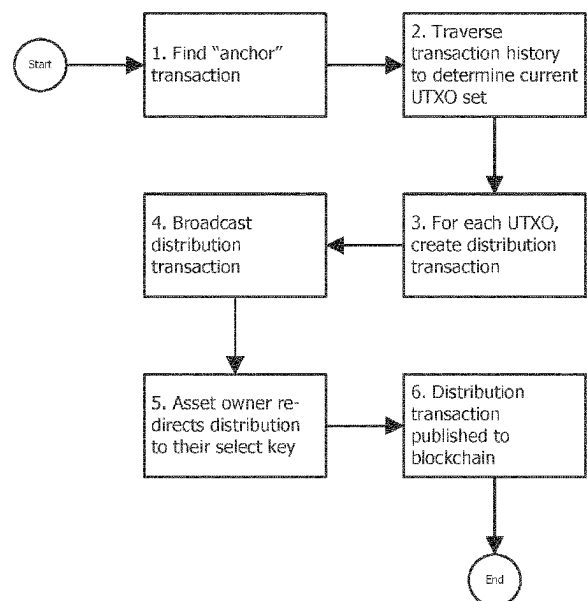 Start
1. Find “anchor”
transaction
2. Traverse
transaction history
to determine current
UTXO set
3. For each UTXO,
create distribution
transaction
4. Broadcast
distribution
transaction
5. Asset owner re-
directs distribution
to their select key
6. Distribution
transaction
published to
blockchain
End